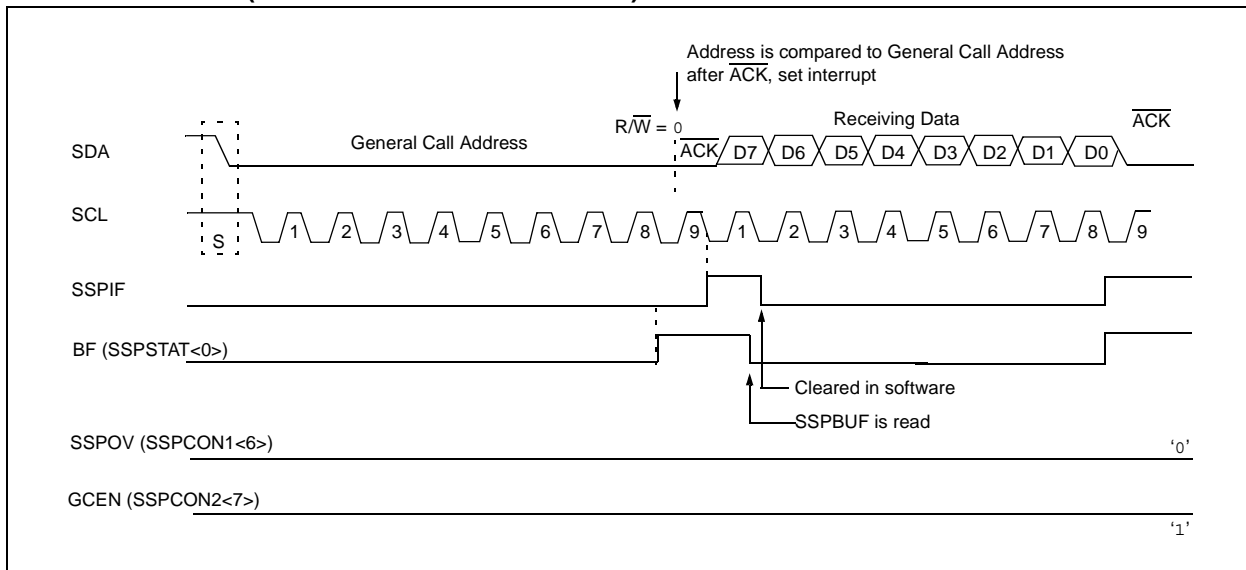 Address is compared to General Call Address
after ACK, set interrupt
R/W = 0
Receiving Data
ACK
SDA
General Call Address
ACK
D7 D6 D5 D4 D3 D2 D1 D0
SCL
S
1 2 3 4 5 6 7 8 9 1 2 3 4 5 6 7 8 9
SSPIF
BF (SSPSTAT<0>)
Cleared in software
SSPBUF is read
SSPOV (SSPCON1<6>)
‘0’
GCEN (SSPCON2<7>)
‘1’